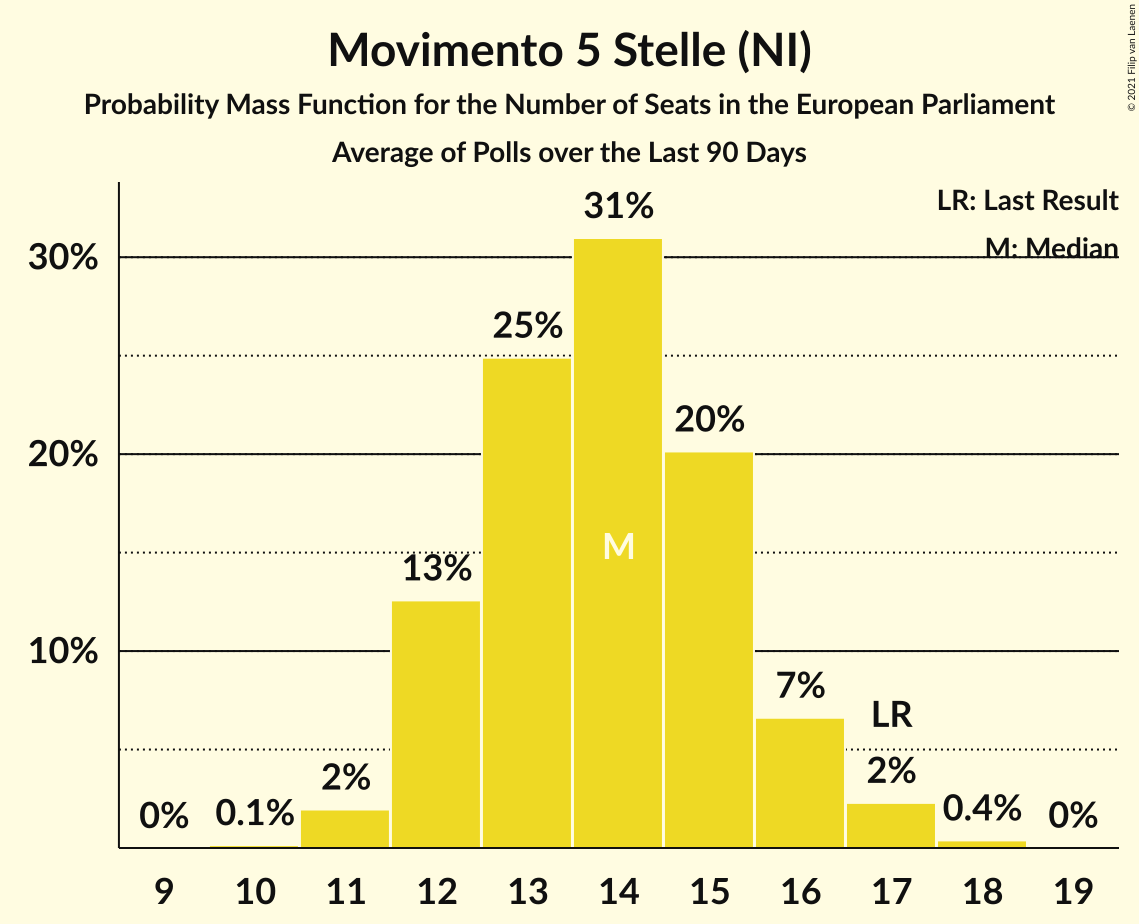 Movimento 5 Stelle (NI)
Probability Mass Function for the Number of Seats in the European Parliament
Average of Polls over the Last 90 Days
© 2021 Filip van Laenen
LR: Last Result
M: Median
30%
20%
10%
0%
0.1%
2%
13%
25%
31%
M
20%
7%
LR
2%
0.4%
0%
9 10 11 12 13 14 15 16 17 18 19